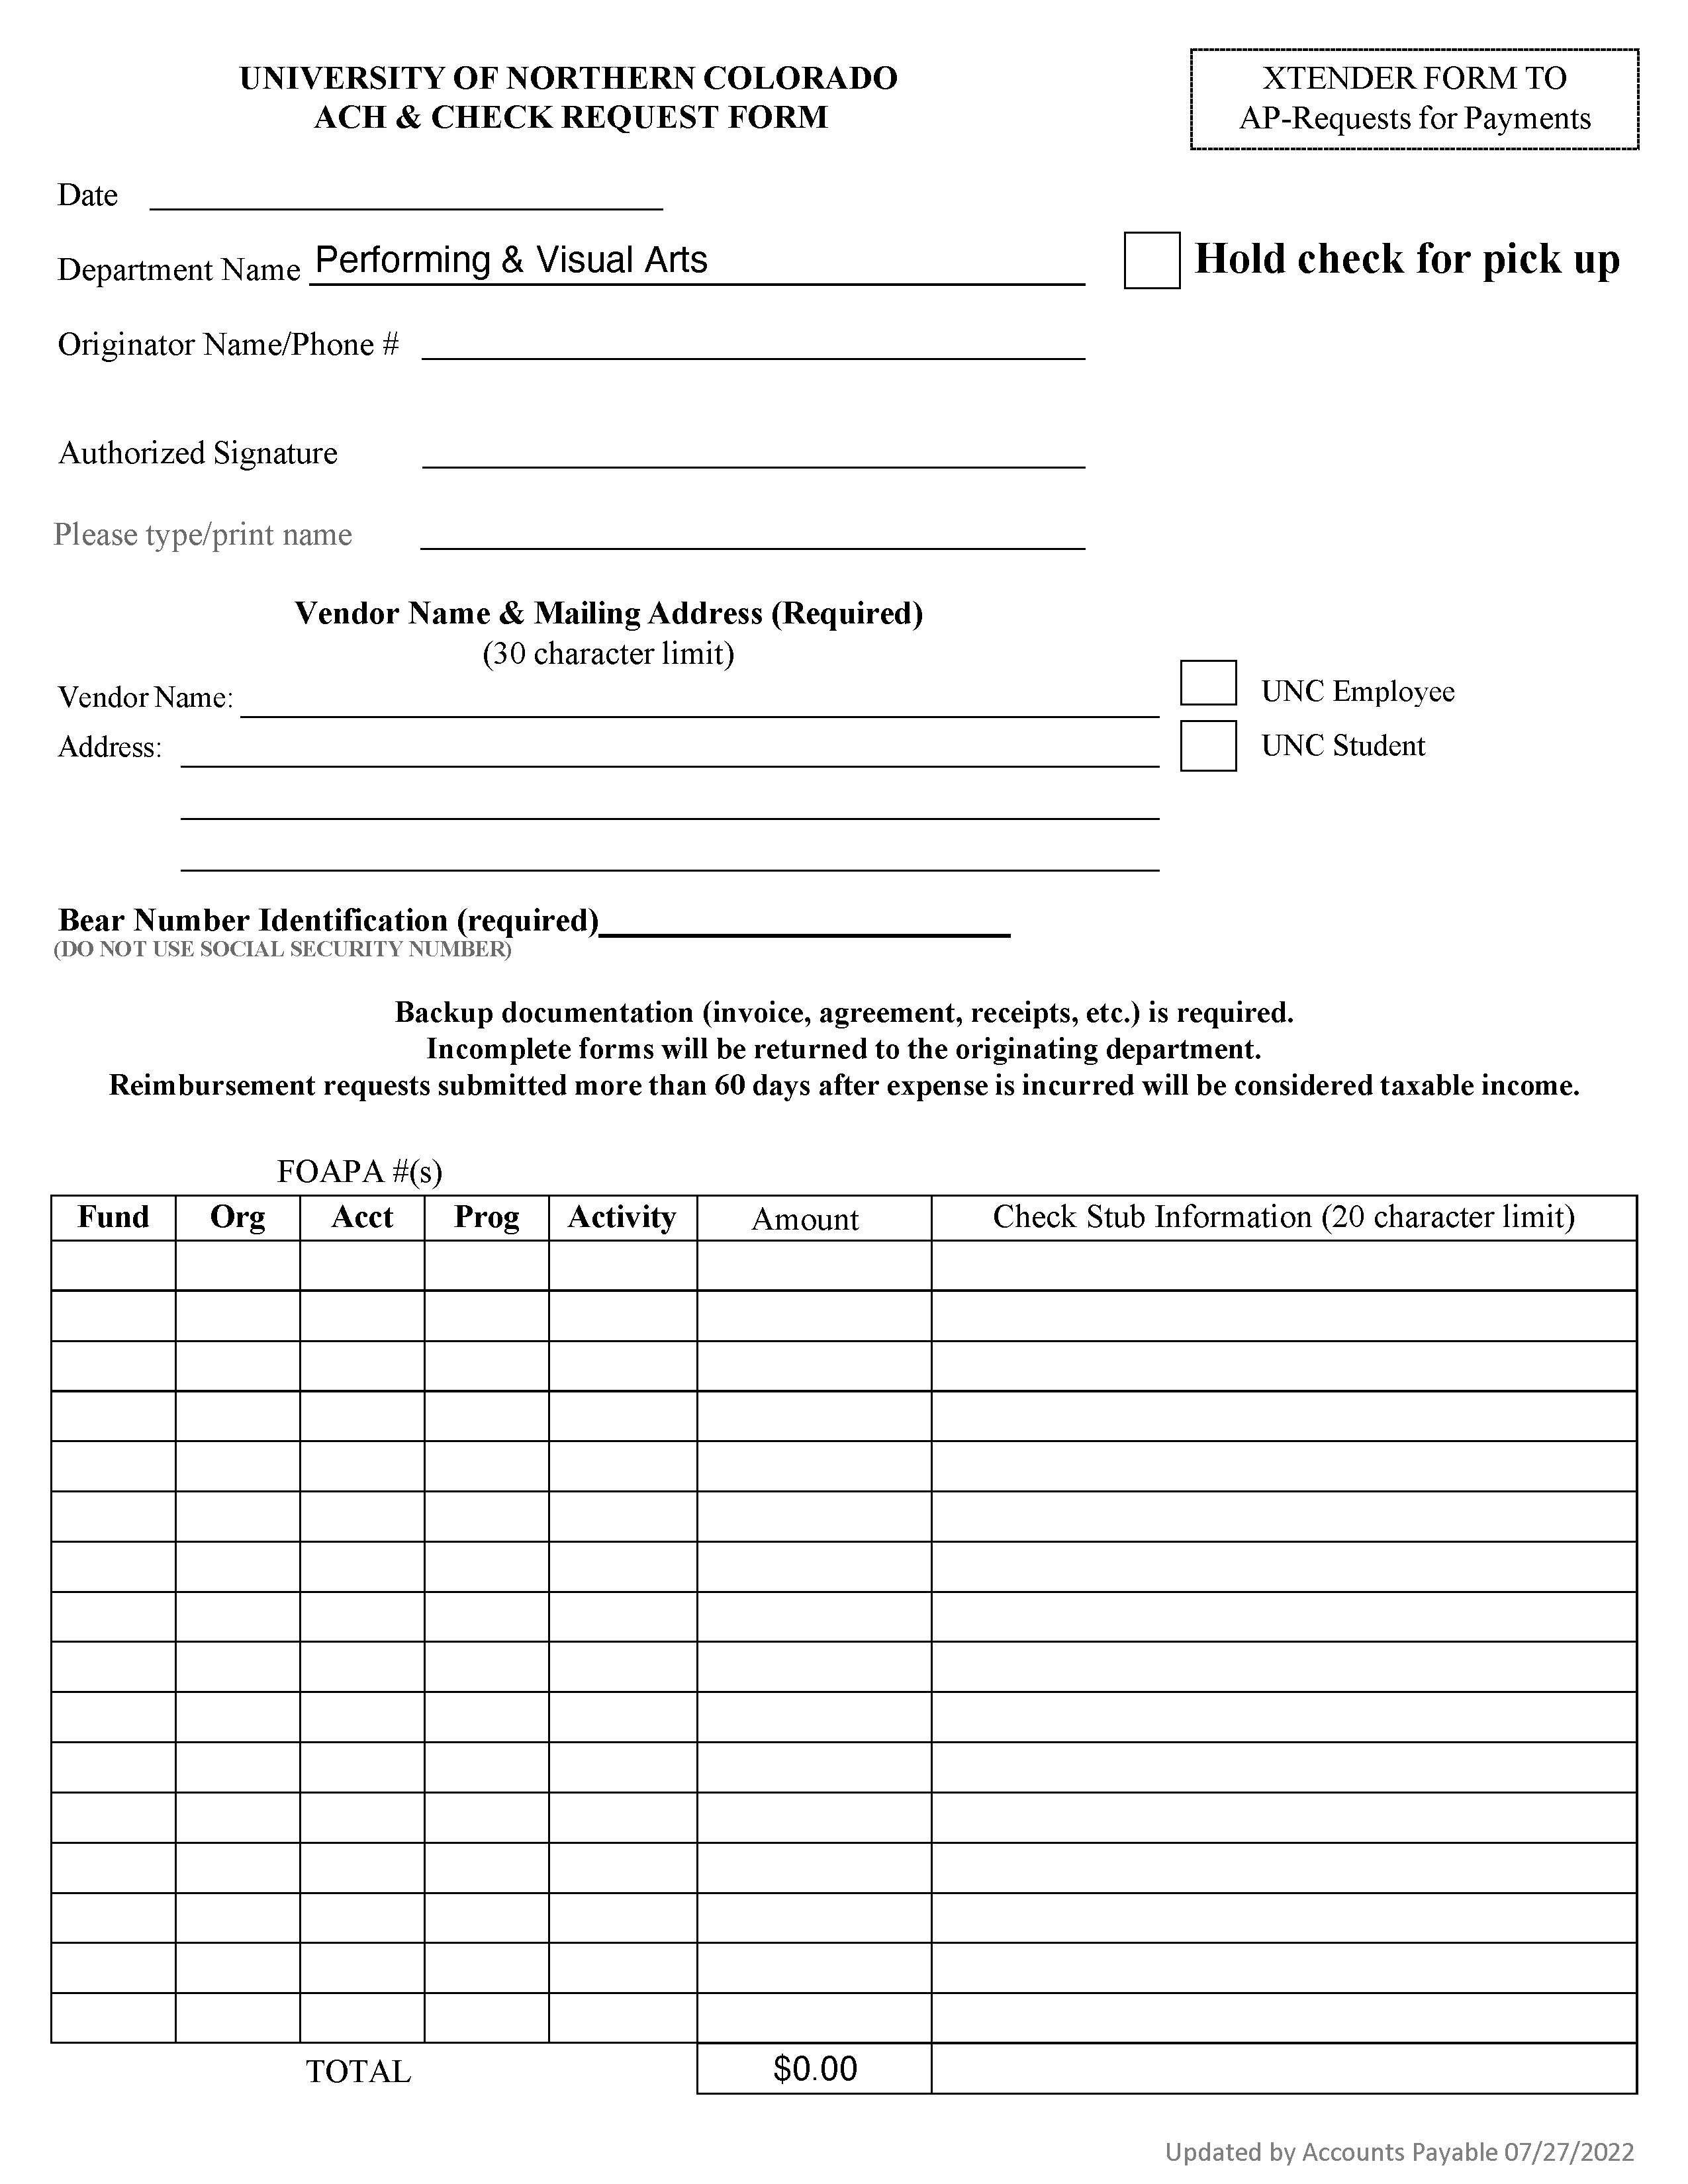 UNIVERSITY OF NORTHERN COLORADO
ACH & CHECK REQUEST FORM
XTENDER FORM TO
AP-Requests for Payments
Date
Department Name Performing & Visual Arts
Hold check for pick up
Originator Name/Phone #
Authorized Signature
Please type/print name
Vendor Name & Mailing Address (Required)
(30 character limit)
Vendor Name:
UNC Employee
Address:
UNC Student
Bear Number Identification (required)
(DO NOT USE SOCIAL SECURITY NUMBER)
Backup documentation (invoice, agreement, receipts, etc.) is required.
Incomplete forms will be returned to the originating department.
Reimbursement requests submitted more than 60 days after expense is incurred will be considered taxable income.
FOAPA #(s)
Fund Org Acct Prog Activity Amount Check Stub Information (20 character limit)
TOTAL $0.00
Updated by Accounts Payable 07/27/2022